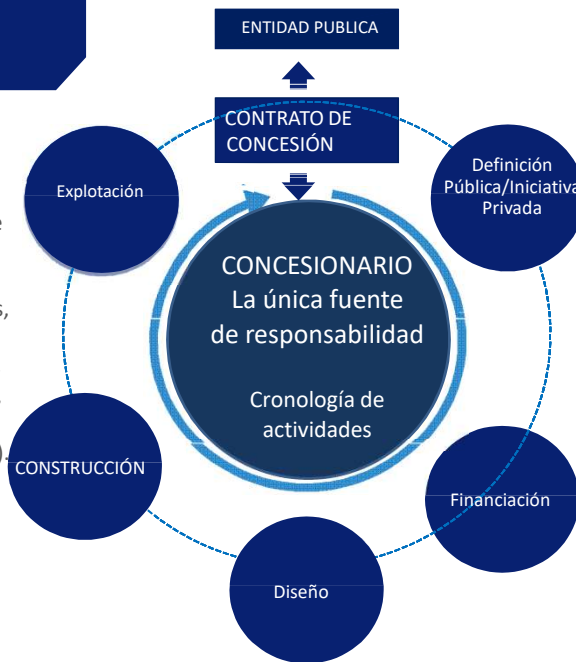 ENTIDAD PUBLICA
CONTRATO DE
CONCESIÓN
Definición
Pública/Iniciativa
Privada
Explotación
e
s,
).
CONCESIONARIO
La única fuente
de responsabilidad
Cronología de
actividades
CONSTRUCCIÓN
Financiación
Diseño